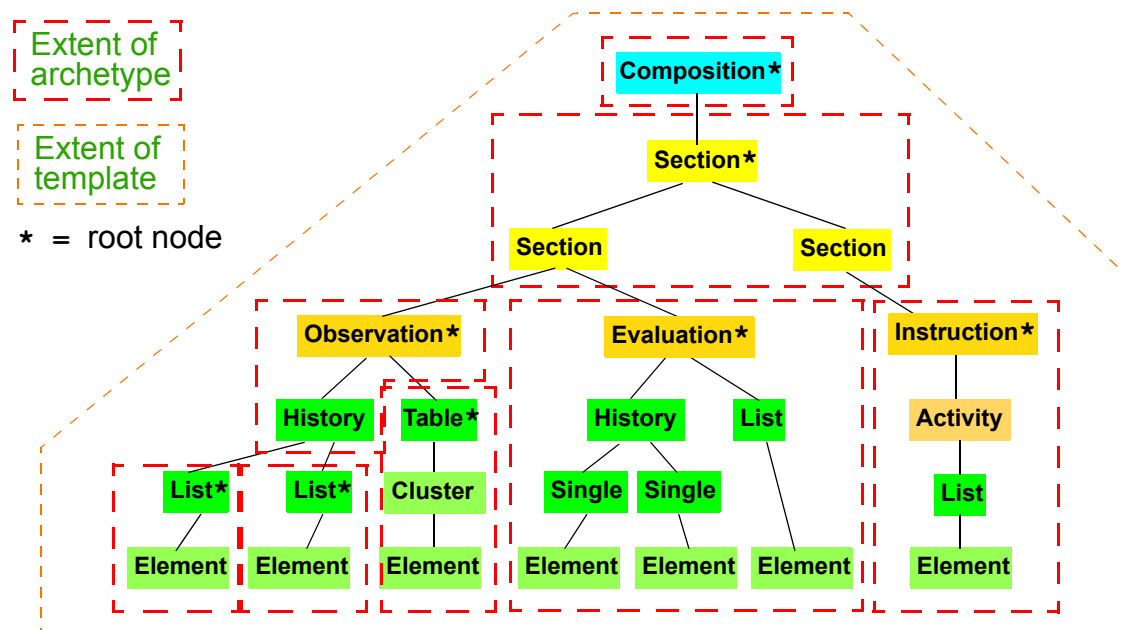 Extent of
archetype
Extent of
template
* = root node
Composition*
Section*
Section
Section
Observation*
Evaluation*
Instruction*
History
Table*
History
List
Activity
List*
List*
Cluster
Single
Single
List
Element
Element
Element
Element
Element
Element
Element